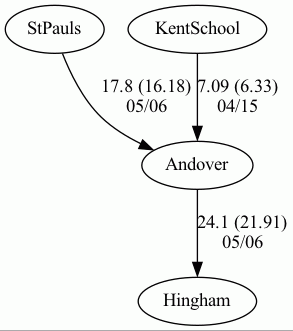 StPauls
KentSchool
17.8 (16.18)
05/06
7.09 (6.33)
04/15
Andover
24.1 (21.91)
05/06
Hingham